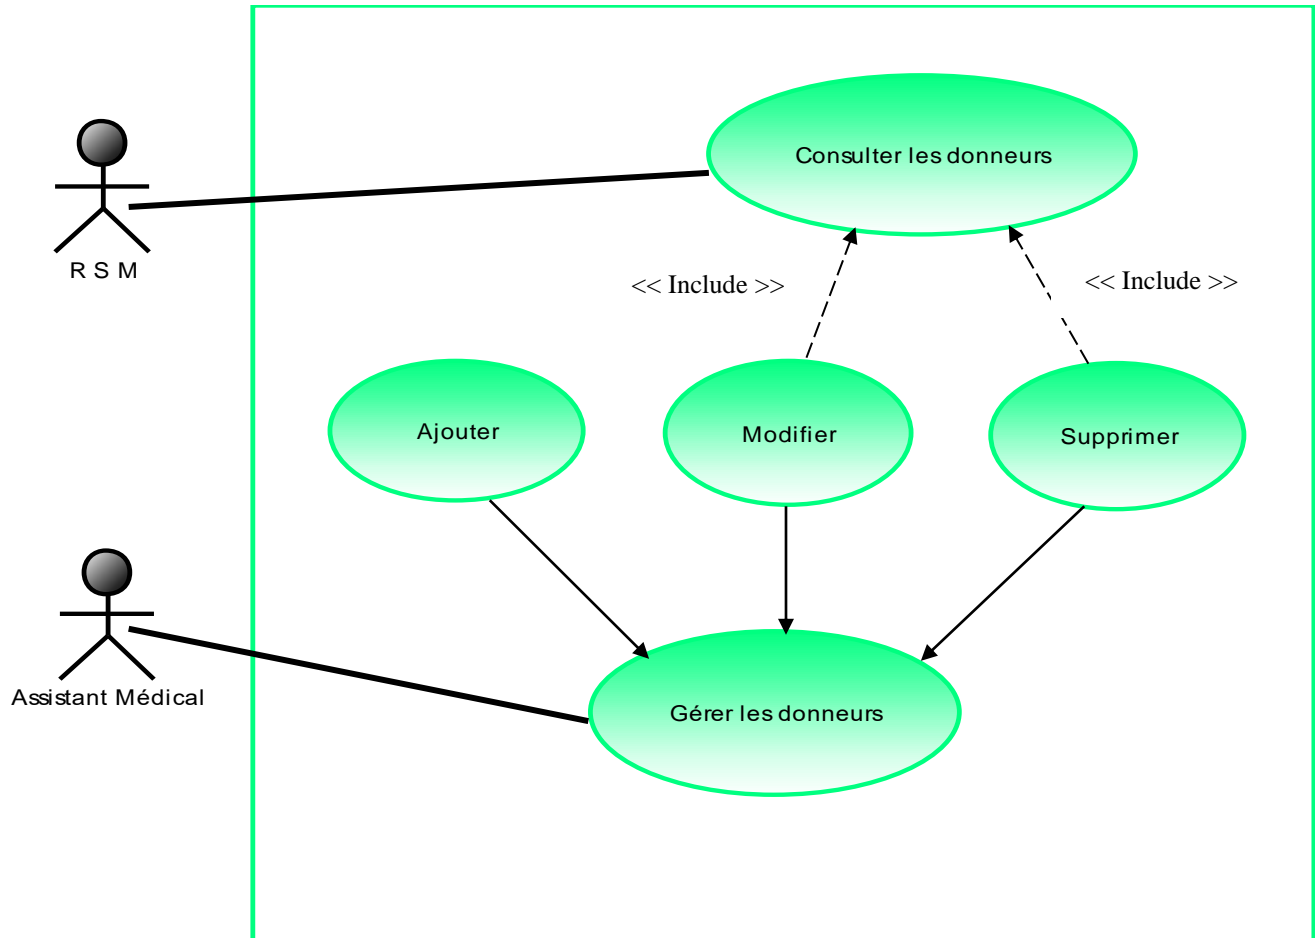 Consulter les donneurs
R S M
<< Include >>
<< Include >>
Ajouter
Modifier
Supprimer
Assistant Médical
Gérer les donneurs